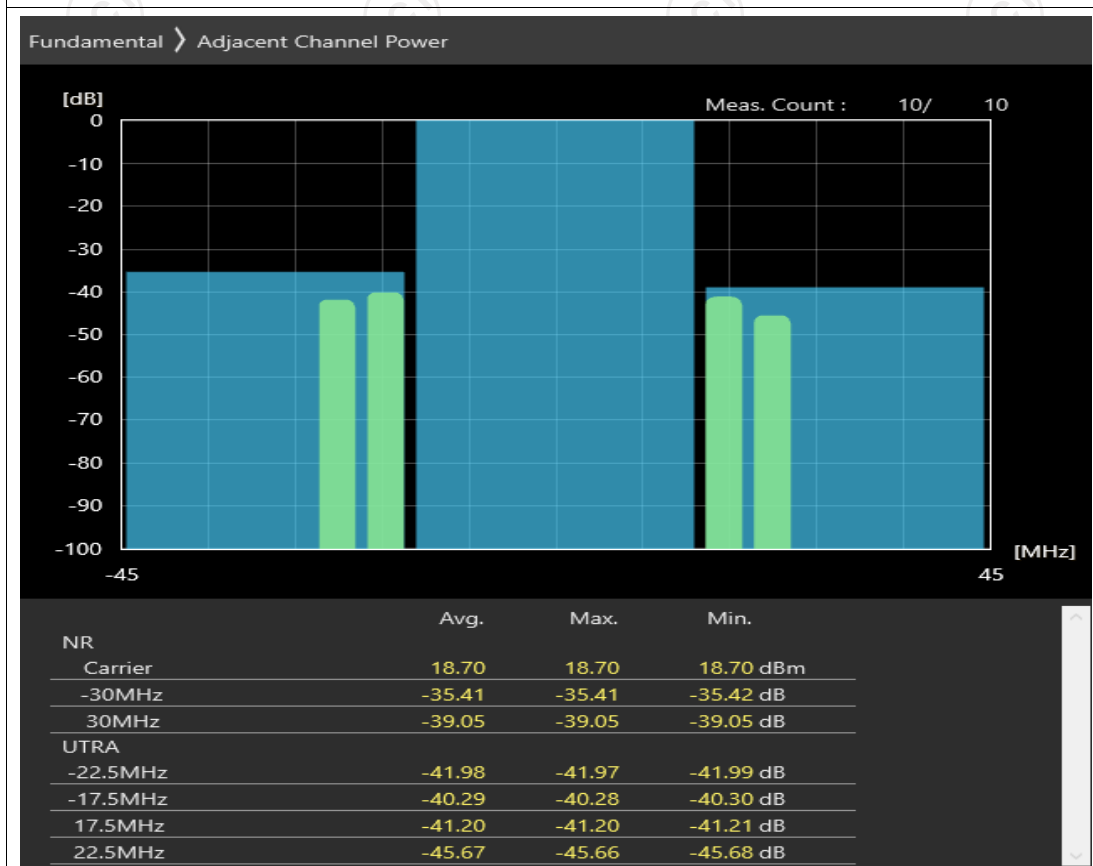 Fundamental 〉 Adjacent Channel Power
[dB]
Meas. Count : 10/ 10
0
-10
-20
-30
-40
-50
-60
-70
-80
-90
-100
[MHz]
-45 45
Avg. Max. Min.
NR
Carrier 18.70 18.70 18.70 dBm
-30MHz -35.41 -35.41 -35.42 dB
30MHz -39.05 -39.05 -39.05 dB
UTRA
-22.5MHz -41.98 -41.97 -41.99 dB
-17.5MHz -40.29 -40.28 -40.30 dB
17.5MHz -41.20 -41.20 -41.21 dB
22.5MHz -45.67 -45.66 -45.68 dB